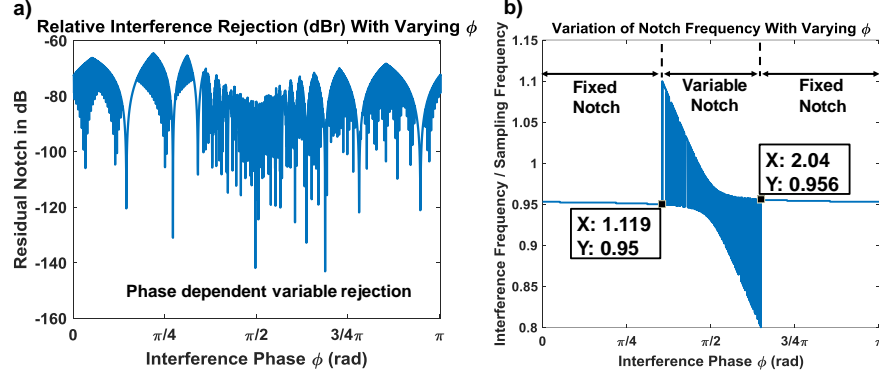 a)
Relative Interference Rejection (dBr) With Varying ϕ
Residual Notch in dB
-60
-80
-100
-120
-140
-160
Phase dependent variable rejection
0
π/4
π/2
3/4π
π
Interference Phase ϕ (rad)
b)
Variation of Notch Frequency With Varying ϕ
Interference Frequency / Sampling Frequency
1.15
1.1
1.05
1
0.95
0.9
0.85
0.8
Fixed
Notch
Variable
Notch
Fixed
Notch
X: 2.04
Y: 0.956
X: 1.119
Y: 0.95
0
π/4
π/2
3/4π
π
Interference Phase ϕ (rad)